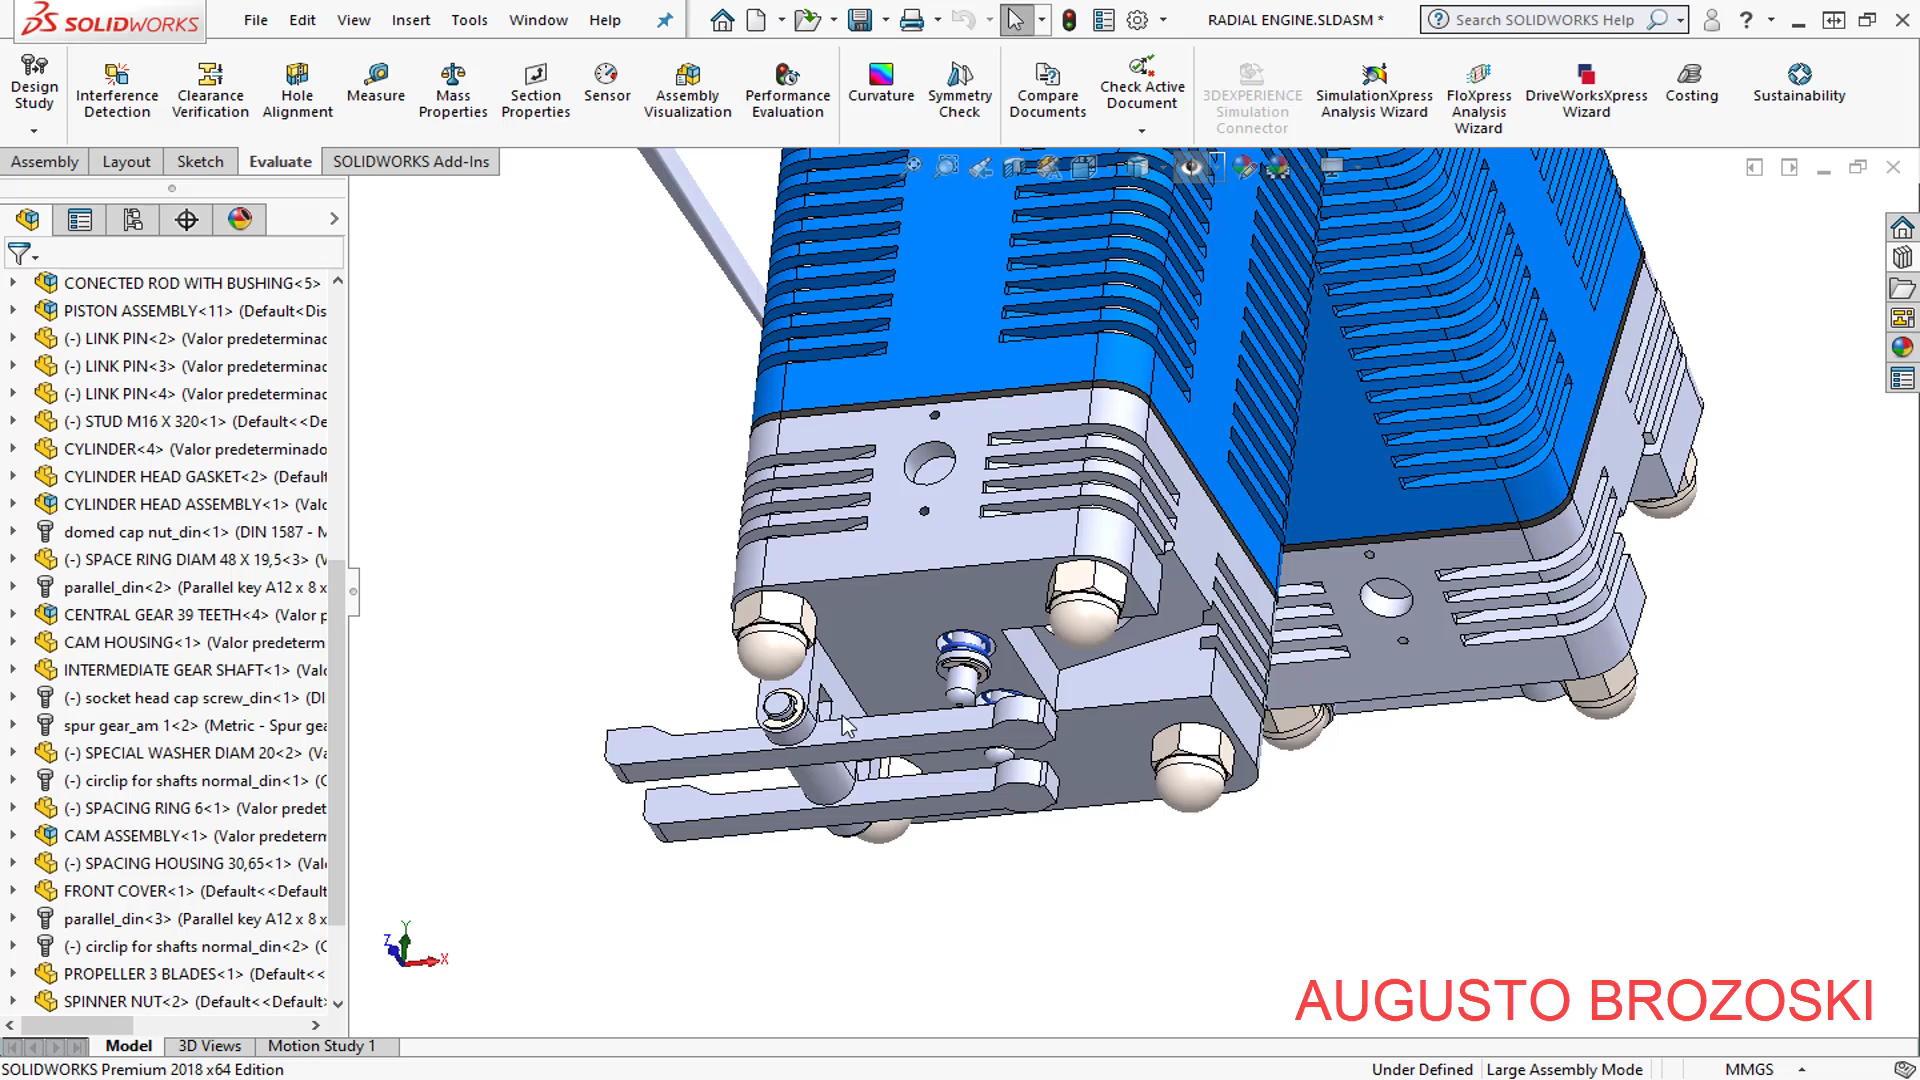 SOLIDWORKS
File Edit View Insert Tools Window Help
RADIAL ENGINE.SLDASM *
Search SOLIDWORKS Help
Design Study
Interference Detection
Clearance Verification
Hole Alignment
Measure
Mass Properties
Section Properties
Sensor
Assembly Visualization
Performance Evaluation
Curvature
Symmetry Check
Compare Documents
Check Active Document
3DEXPERIENCE Simulation Connector
SimulationXpress Analysis Wizard
FloXpress Analysis Wizard
DriveWorksXpress Wizard
Costing
Sustainability
Assembly Layout Sketch Evaluate SOLIDWORKS Add-Ins
CONECTED ROD WITH BUSHING<5>
PISTON ASSEMBLY<11> (Default<Dis
(-) LINK PIN<2> (Valor predeterminac
(-) LINK PIN<3> (Valor predeterminac
(-) LINK PIN<4> (Valor predeterminac
(-) STUD M16 X 320<1> (Default<<De
CYLINDER<4> (Valor predeterminado
CYLINDER HEAD GASKET<2> (Default
CYLINDER HEAD ASSEMBLY<1> (Valc
domed cap nut_din<1> (DIN 1587 - M
(-) SPACE RING DIAM 48 X 19,5<3> (V
parallel_din<2> (Parallel key A12 x 8 x
CENTRAL GEAR 39 TEETH<4> (Valor p
CAM HOUSING<1> (Valor predeterm
INTERMEDIATE GEAR SHAFT<1> (Valo
(-) socket head cap screw_din<1> (DI
spur gear_am 1<2> (Metric - Spur gea
(-) SPECIAL WASHER DIAM 20<2> (Va
(-) circlip for shafts normal_din<1> (C
(-) SPACING RING 6<1> (Valor predet
CAM ASSEMBLY<1> (Valor predeterm
(-) SPACING HOUSING 30,65<1> (Val
FRONT COVER<1> (Default<<Default
parallel_din<3> (Parallel key A12 x 8 x
(-) circlip for shafts normal_din<2> (C
PROPELLER 3 BLADES<1> (Default<<
SPINNER NUT<2> (Default<<Default>
Y
Z
X
AUGUSTO BROZOSKI
Model 3D Views Motion Study 1
SOLIDWORKS Premium 2018 x64 Edition
Under Defined Large Assembly Mode MMGS